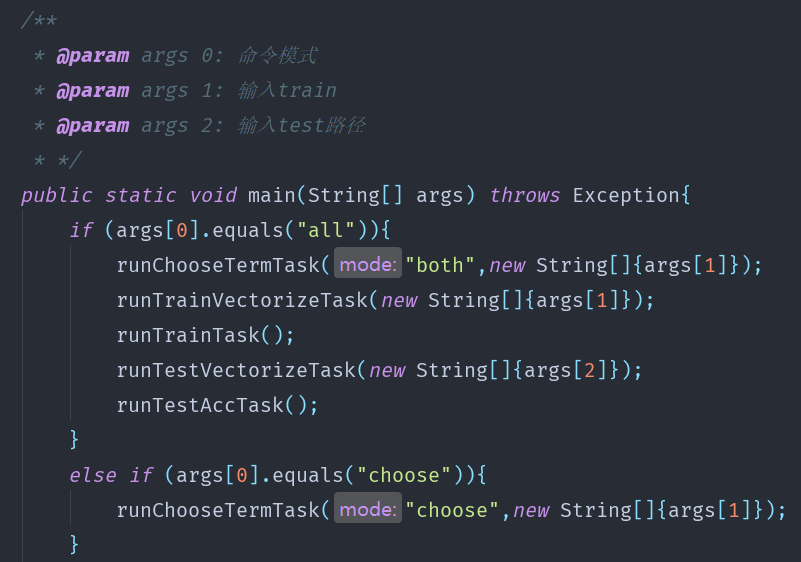 /**
 * @param args 0: 命令模式
 * @param args 1: 输入train
 * @param args 2: 输入test路径
 * */
public static void main(String[] args) throws Exception{
    if (args[0].equals("all")){
        runChooseTermTask( mode: "both",new String[]{args[1]});
        runTrainVectorizeTask(new String[]{args[1]});
        runTrainTask();
        runTestVectorizeTask(new String[]{args[2]});
        runTestAccTask();
    }
    else if (args[0].equals("choose")){
        runChooseTermTask( mode: "choose",new String[]{args[1]});
    }